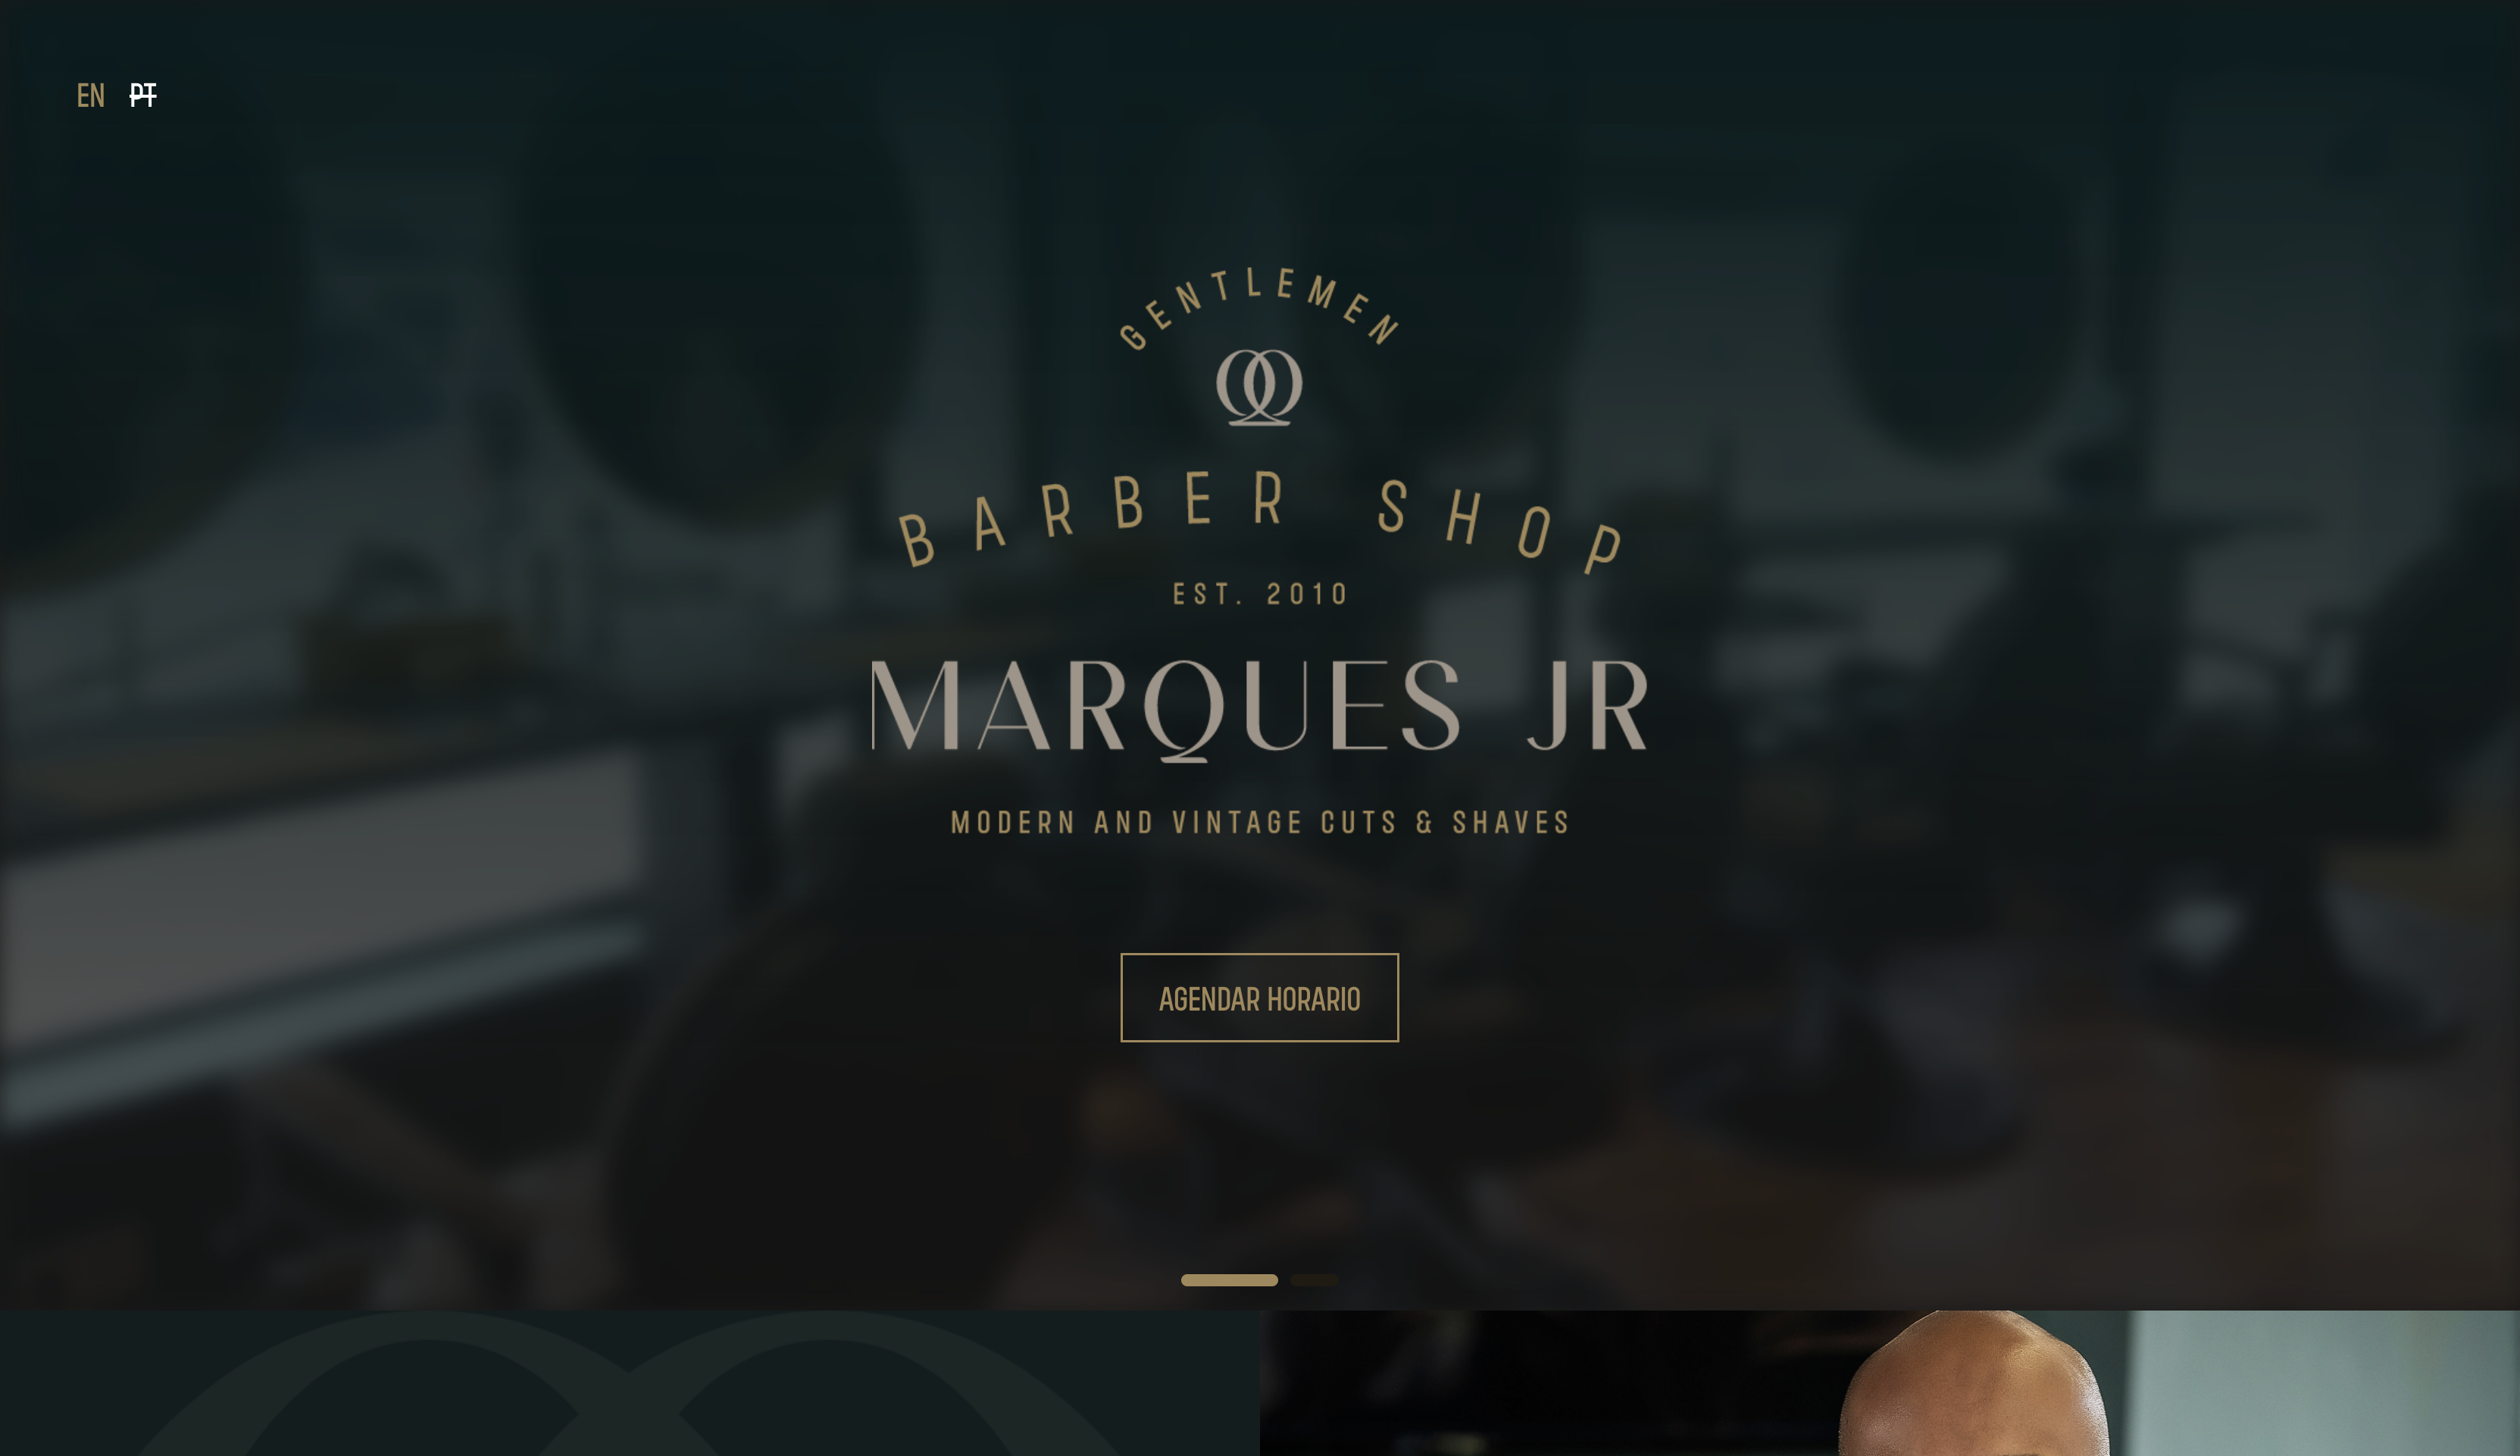 EN PT
GENTLEMEN
BARBER SHOP
EST. 2010
MARQUES JR
MODERN AND VINTAGE CUTS & SHAVES
AGENDAR HORARIO